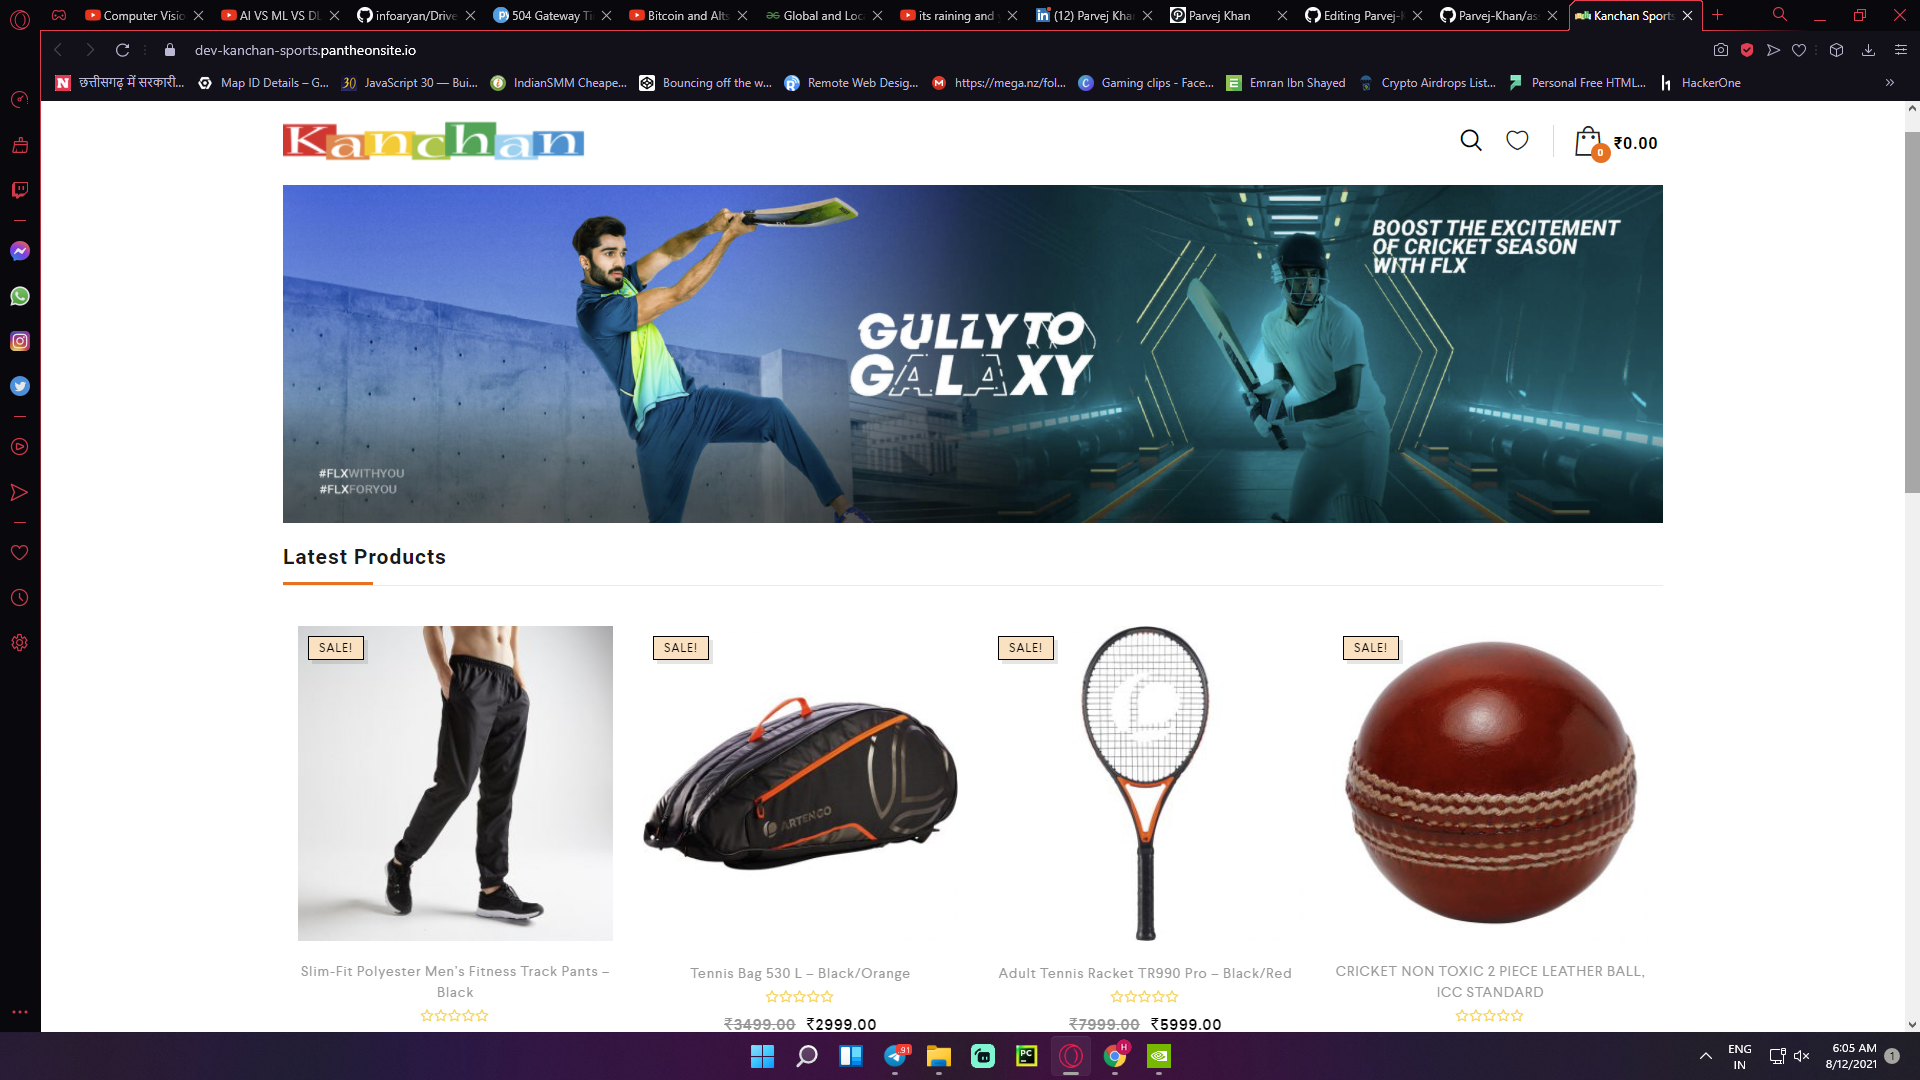 Computer Visio
AI VS ML VS DL
infoaryan/Drive
504 Gateway Ti
Bitcoin and Alts
Global and Loc
its raining and y
(12) Parvej Kha
Parvej Khan
Editing Parvej-K
Parvej-Khan/as
Kanchan Sports
dev-kanchan-sports.pantheonsite.io
छत्तीसगढ़ में सरकारी...
Map ID Details – G...
JavaScript 30 — Bui...
IndianSMM Cheape...
Bouncing off the w...
Remote Web Desig...
https://mega.nz/fol...
Gaming clips - Face...
Emran Ibn Shayed
Crypto Airdrops List...
Personal Free HTML...
HackerOne
Kanchan
0
₹0.00
BOOST THE EXCITEMENT
OF CRICKET SEASON
WITH FLX
GULLY TO
GALAXY
#FLXWITHYOU
#FLXFORYOU
Latest Products
SALE!
SALE!
SALE!
SALE!
ARTENGO
Slim-Fit Polyester Men's Fitness Track Pants –
Black
Tennis Bag 530 L – Black/Orange
₹3499.00 ₹2999.00
Adult Tennis Racket TR990 Pro – Black/Red
₹7999.00 ₹5999.00
CRICKET NON TOXIC 2 PIECE LEATHER BALL,
ICC STANDARD
91
PC
H
ENG
IN
6:05 AM
8/12/2021
1